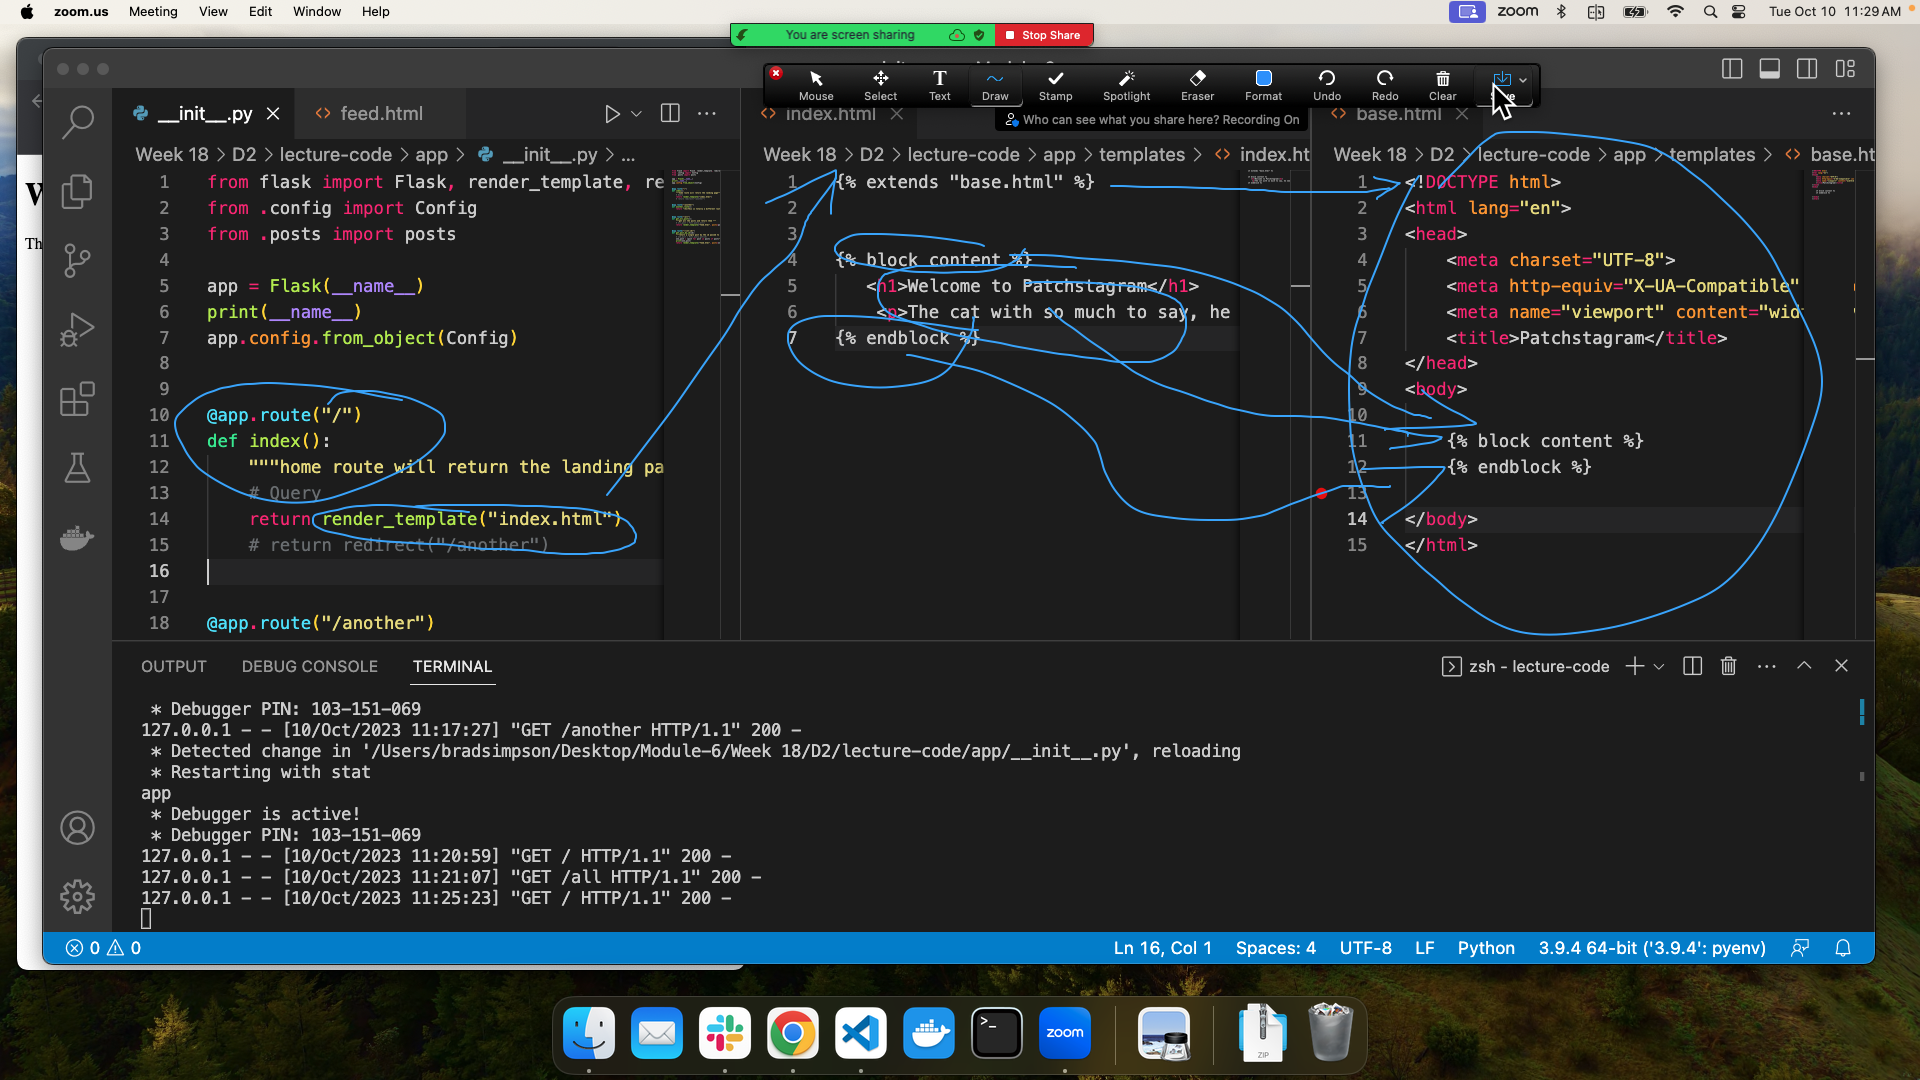 zoom.us Meeting View Edit Window Help
zoom Tue Oct 10 11:29 AM
You are screen sharing Stop Share
Mouse Select Text Draw Stamp Spotlight Eraser Format Undo Redo Clear
Who can see what you share here? Recording On
W
Th
__init__.py feed.html
Week 18 > D2 > lecture-code > app > __init__.py > ...
1 from flask import Flask, render_template, re
2 from .config import Config
3 from .posts import posts
4
5 app = Flask(__name__)
6 print(__name__)
7 app.config.from_object(Config)
8
9
10 @app.route("/")
11 def index():
12 """home route will return the landing pa
13 # Query
14 return render_template("index.html")
15 # return redirect("/another")
16
17
18 @app.route("/another")
index.html
Week 18 > D2 > lecture-code > app > templates > index.ht
1 {% extends "base.html" %}
2
3
4 {% block content %}
5 <h1>Welcome to Patchstagram</h1>
6 <p>The cat with so much to say, he
7 {% endblock %}
base.html
Week 18 > D2 > lecture-code > app > templates > base.ht
1 <!DOCTYPE html>
2 <html lang="en">
3 <head>
4 <meta charset="UTF-8">
5 <meta http-equiv="X-UA-Compatible"
6 <meta name="viewport" content="wid
7 <title>Patchstagram</title>
8 </head>
9 <body>
10
11 {% block content %}
12 {% endblock %}
13
14 </body>
15 </html>
OUTPUT DEBUG CONSOLE TERMINAL
zsh - lecture-code
* Debugger PIN: 103-151-069
127.0.0.1 - - [10/Oct/2023 11:17:27] "GET /another HTTP/1.1" 200 -
* Detected change in '/Users/bradsimpson/Desktop/Module-6/Week 18/D2/lecture-code/app/__init__.py', reloading
* Restarting with stat
app
* Debugger is active!
* Debugger PIN: 103-151-069
127.0.0.1 - - [10/Oct/2023 11:20:59] "GET / HTTP/1.1" 200 -
127.0.0.1 - - [10/Oct/2023 11:21:07] "GET /all HTTP/1.1" 200 -
127.0.0.1 - - [10/Oct/2023 11:25:23] "GET / HTTP/1.1" 200 -
0 0
Ln 16, Col 1 Spaces: 4 UTF-8 LF Python 3.9.4 64-bit ('3.9.4': pyenv)
zoom
ZIP